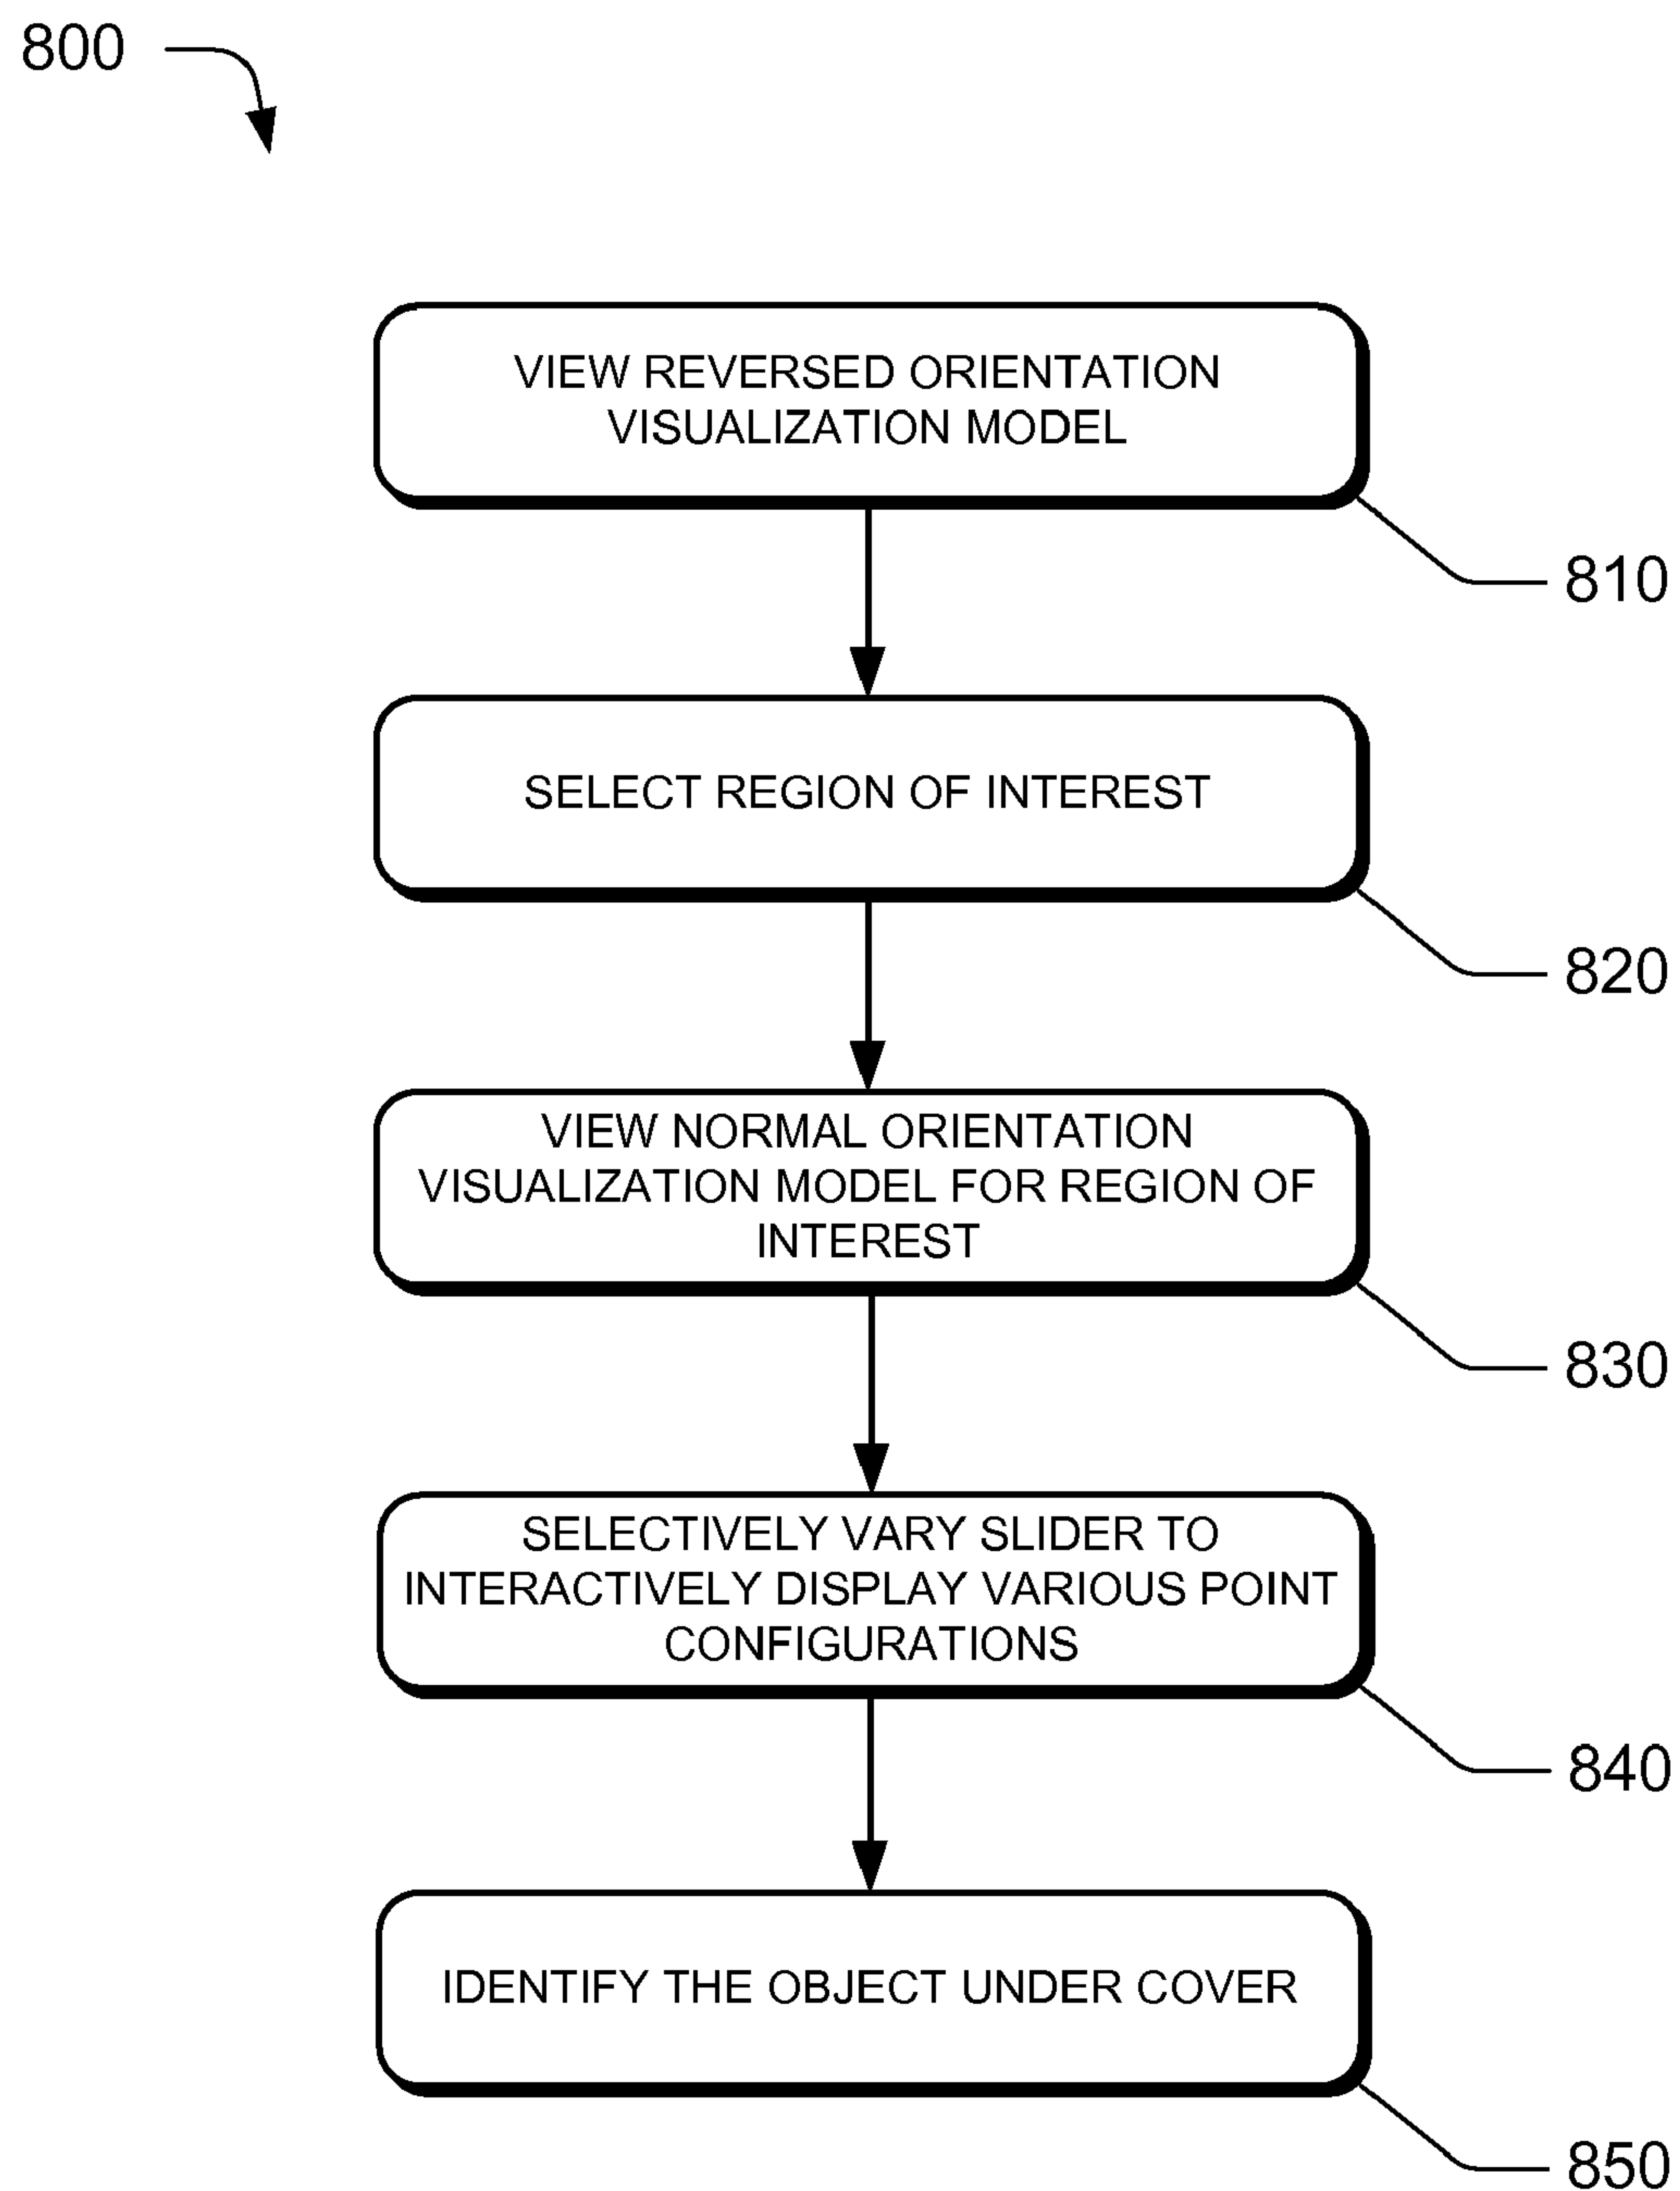 800
VIEW REVERSED ORIENTATION
VISUALIZATION MODEL
810
SELECT REGION OF INTEREST
820
VIEW NORMAL ORIENTATION
VISUALIZATION MODEL FOR REGION OF
INTEREST
830
SELECTIVELY VARY SLIDER TO
INTERACTIVELY DISPLAY VARIOUS POINT
CONFIGURATIONS
840
IDENTIFY THE OBJECT UNDER COVER
850